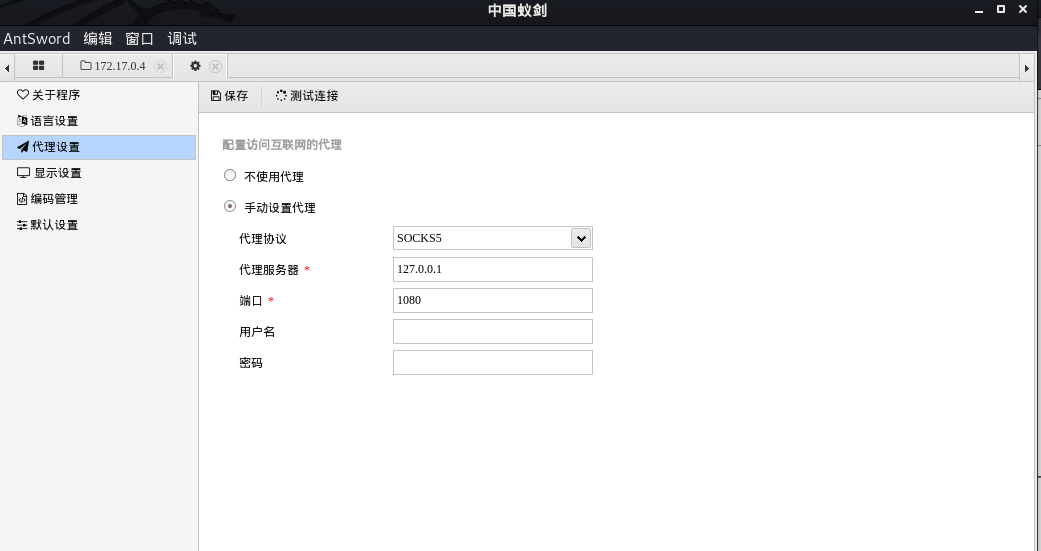 中国蚁剑
AntSword 编辑 窗口 调试
172.17.0.4
关于程序
语言设置
代理设置
显示设置
编码管理
默认设置
保存 测试连接
配置访问互联网的代理
不使用代理
手动设置代理
代理协议 SOCKS5
代理服务器 * 127.0.0.1
端口 * 1080
用户名
密码